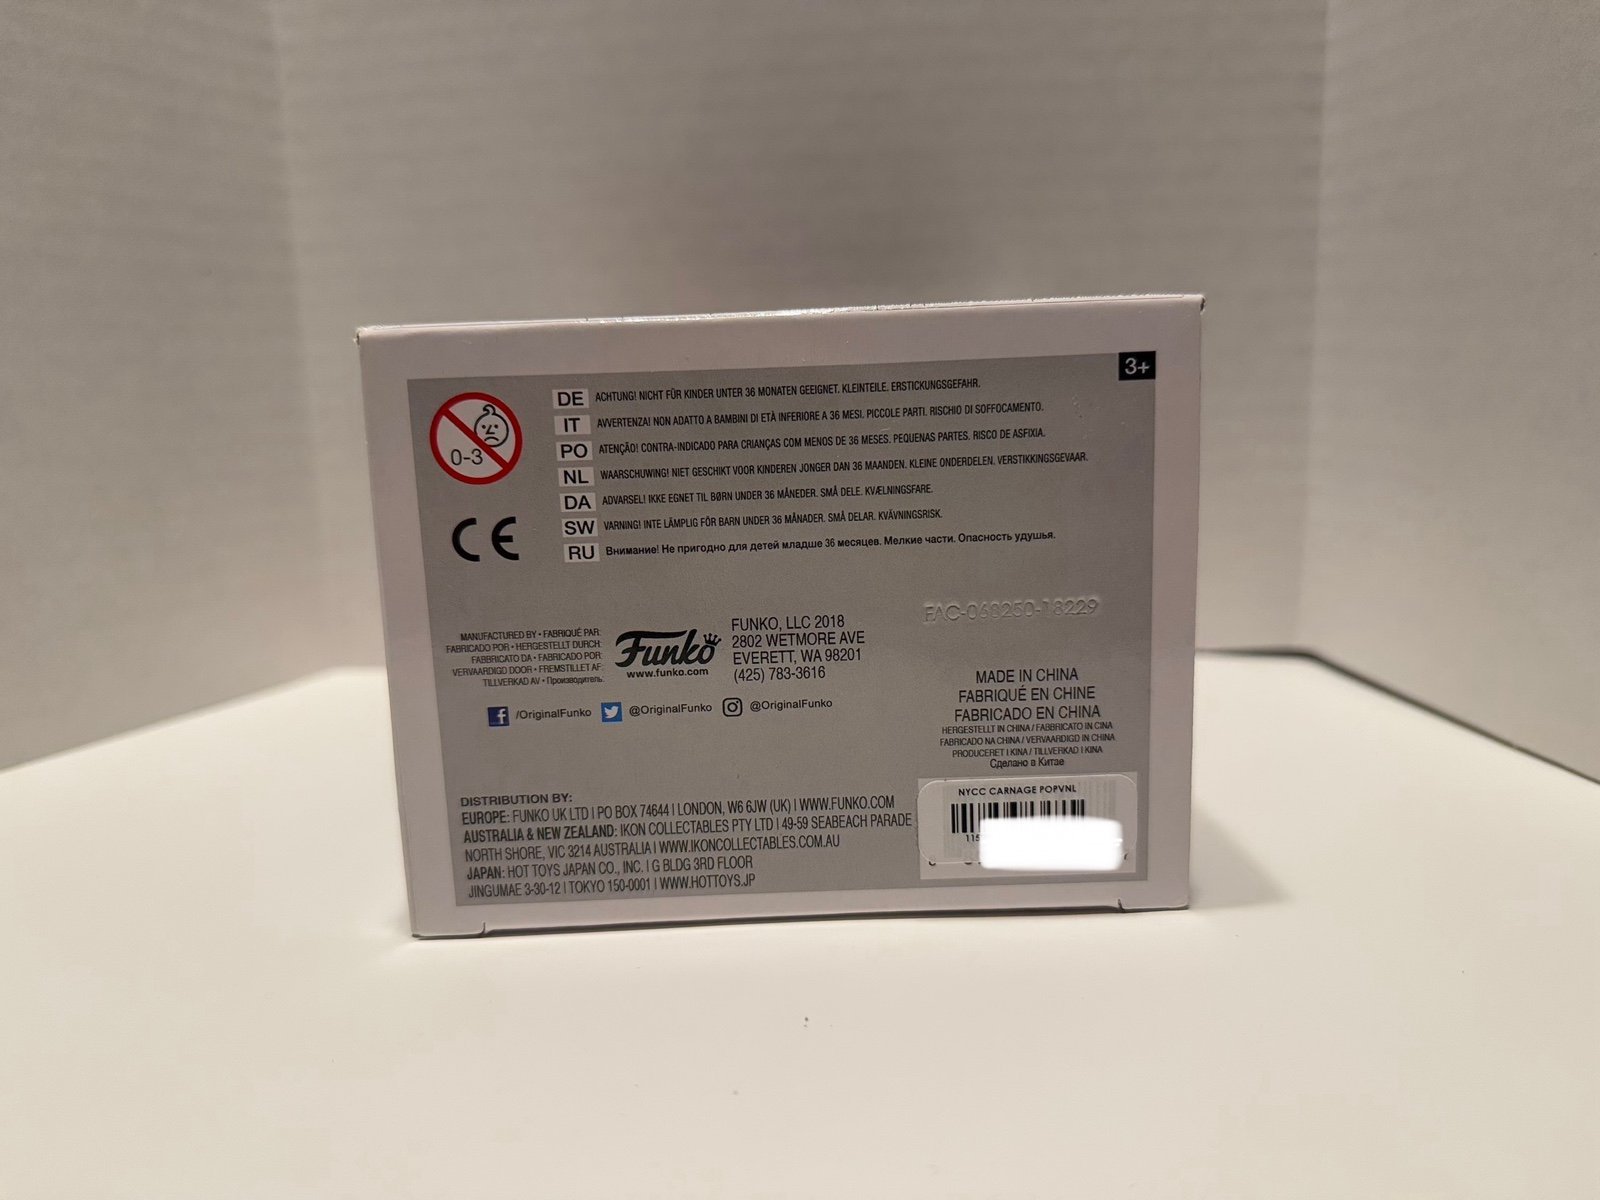 3+
0-3
DE ACHTUNG! NICHT FÜR KINDER UNTER 36 MONATEN GEEIGNET. KLEINTEILE. ERSTICKUNGSGEFAHR.
IT AVVERTENZA! NON ADATTO A BAMBINI DI ETÀ INFERIORE A 36 MESI. PICCOLE PARTI. RISCHIO DI SOFFOCAMENTO.
PO ATENÇÃO! CONTRA-INDICADO PARA CRIANÇAS COM MENOS DE 36 MESES. PEQUENAS PARTES. RISCO DE ASFIXIA.
NL WAARSCHUWING! NIET GESCHIKT VOOR KINDEREN JONGER DAN 36 MAANDEN. KLEINE ONDERDELEN. VERSTIKKINGSGEVAAR.
DA ADVARSEL! IKKE EGNET TIL BØRN UNDER 36 MÅNEDER. SMÅ DELE. KVÆLNINGSFARE.
SW VARNING! INTE LÄMPLIG FÖR BARN UNDER 36 MÅNADER. SMÅ DELAR. KVÄVNINGSRISK.
RU Внимание! Не пригодно для детей младше 36 месяцев. Мелкие части. Опасность удушья.
CE
FAC-068250-18229
MANUFACTURED BY • FABRIQUÉ PAR:
FABRICADO POR • HERGESTELLT DURCH:
FABBRICATO DA • FABRICADO POR:
VERVAARDIGD DOOR • FREMSTILLET AF:
TILLVERKAD AV • Производитель:
Funko
www.funko.com
FUNKO, LLC 2018
2802 WETMORE AVE
EVERETT, WA 98201
(425) 783-3616
/OriginalFunko @OriginalFunko @OriginalFunko
MADE IN CHINA
FABRIQUÉ EN CHINE
FABRICADO EN CHINA
HERGESTELLT IN CHINA / FABBRICATO IN CINA
FABRICADO NA CHINA / VERVAARDIGD IN CHINA
PRODUCERET I KINA / TILLVERKAD I KINA
Сделано в Китае
DISTRIBUTION BY:
EUROPE: FUNKO UK LTD | PO BOX 74644 | LONDON, W6 6JW (UK) | WWW.FUNKO.COM
AUSTRALIA & NEW ZEALAND: IKON COLLECTABLES PTY LTD | 49-59 SEABEACH PARADE
NORTH SHORE, VIC 3214 AUSTRALIA | WWW.IKONCOLLECTABLES.COM.AU
JAPAN: HOT TOYS JAPAN CO., INC. | G BLDG 3RD FLOOR
JINGUMAE 3-30-12 | TOKYO 150-0001 | WWW.HOTTOYS.JP
NYCC CARNAGE POPVNL